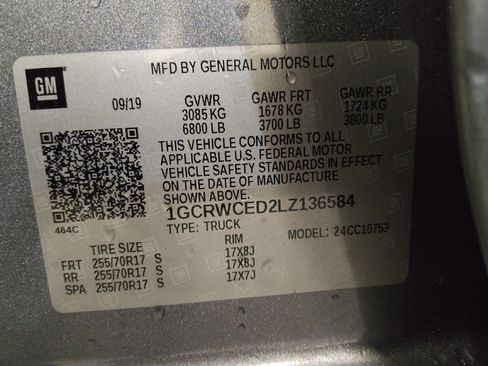 MFD BY GENERAL MOTORS LLC
GM
09/19 GVWR GAWR FRT GAWR RR
3085 KG 1678 KG 1724 KG
6800 LB 3700 LB 3800 LB
THIS VEHICLE CONFORMS TO ALL
APPLICABLE U.S. FEDERAL MOTOR
VEHICLE SAFETY STANDARDS IN EFFECT
ON THE DATE OF MANUFACTURE
SHOWN ABOVE.
1GCRWCED2LZ136584
464C
TYPE: TRUCK MODEL: 24CC10753
TIRE SIZE RIM
FRT 255/70R17 S 17X8J
RR 255/70R17 S 17X8J
SPA 255/70R17 S 17X7J